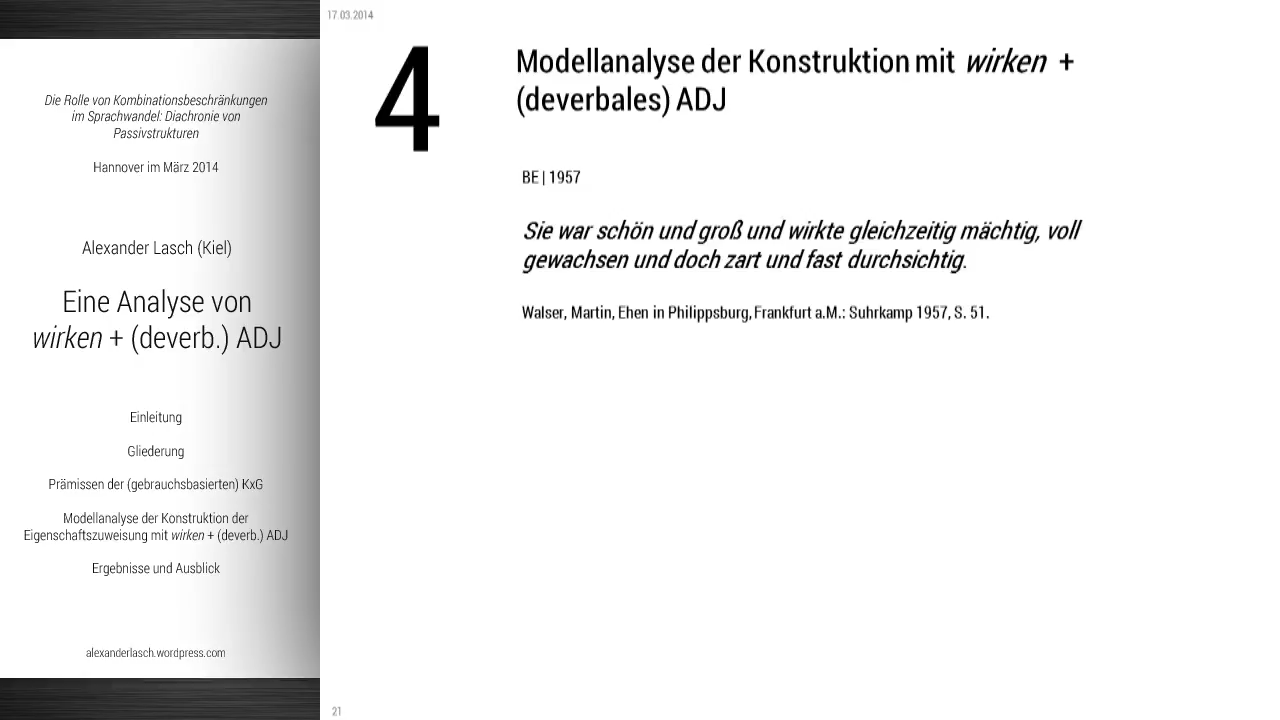 Die Rolle von Kombinationsbeschränkungen
im Sprachwandel: Diachronie von
Passivstrukturen
Hannover im März 2014
Alexander Lasch (Kiel)
Eine Analyse von
wirken + (deverb.) ADJ
Einleitung
Gliederung
Prämissen der (gebrauchsbasierten) KxG
Modellanalyse der Konstruktion der
Eigenschaftszuweisung mit wirken + (deverb.) ADJ
Ergebnisse und Ausblick
alexanderlasch.wordpress.com
17.03.2014
4
Modellanalyse der Konstruktion mit wirken +
(deverbales) ADJ
BE | 1957
Sie war schön und groß und wirkte gleichzeitig mächtig, voll
gewachsen und doch zart und fast durchsichtig.
Walser, Martin, Ehen in Philippsburg, Frankfurt a.M.: Suhrkamp 1957, S. 51.
21